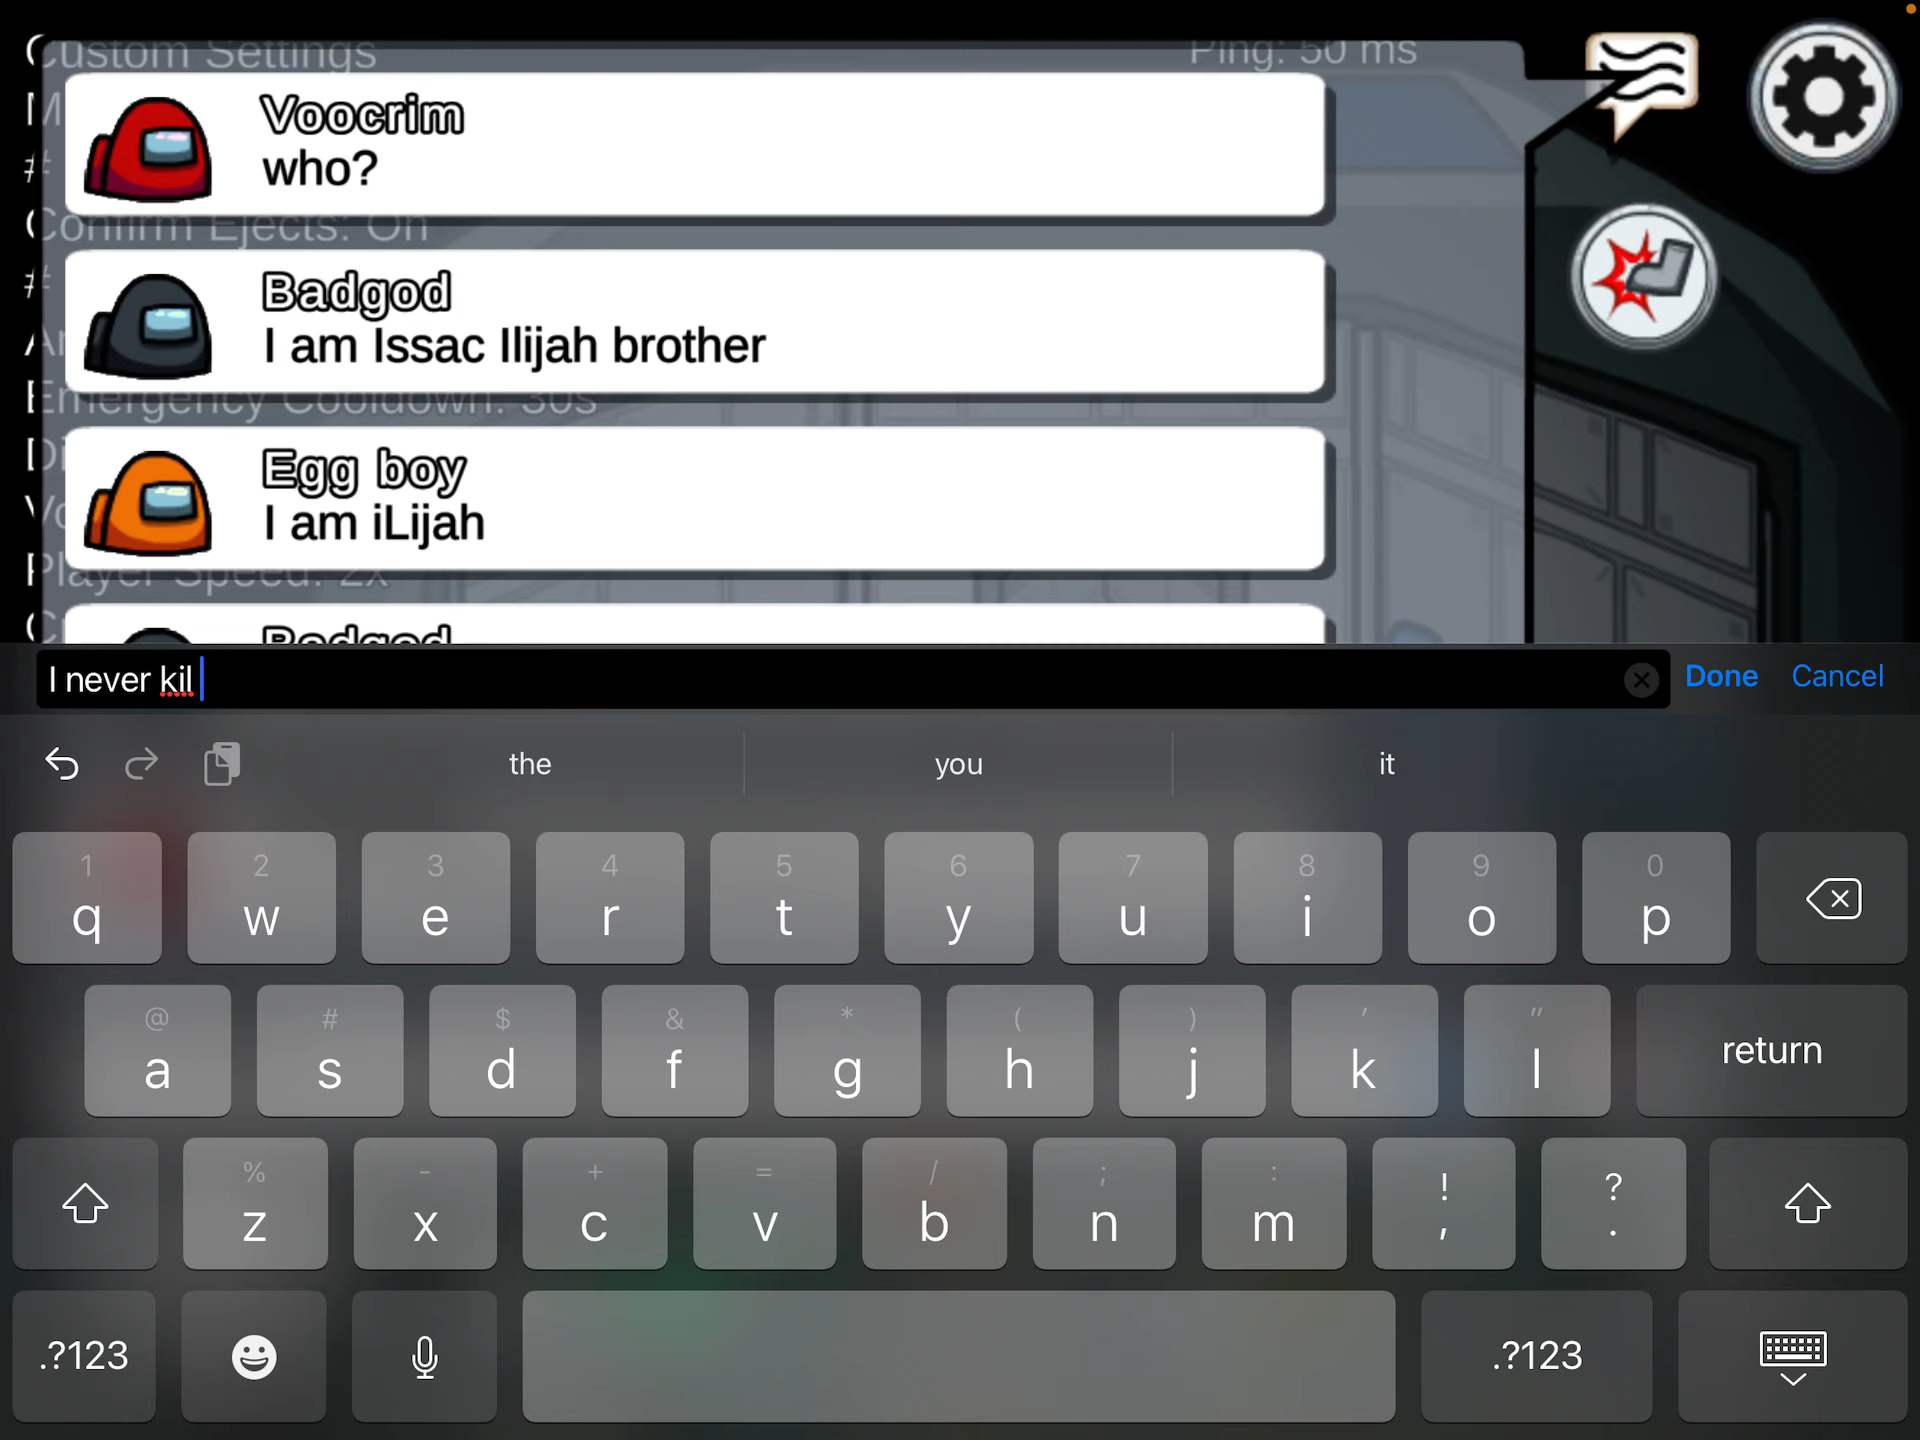 Custom Settings
Ping: 50 ms
Voocrim
who?
Confirm Ejects: On
Badgod
I am Issac Ilijah brother
Emergency Cooldown: 30s
Egg boy
I am iLijah
Player Speed: 2x
Badgod
I never kil
Done
Cancel
the
you
it
1 2 3 4 5 6 7 8 9 0
q w e r t y u i o p
@ # $ & * ( ) ' "
a s d f g h j k l
return
% - + = / ; : ! ?
z x c v b n m , .
.?123
.?123